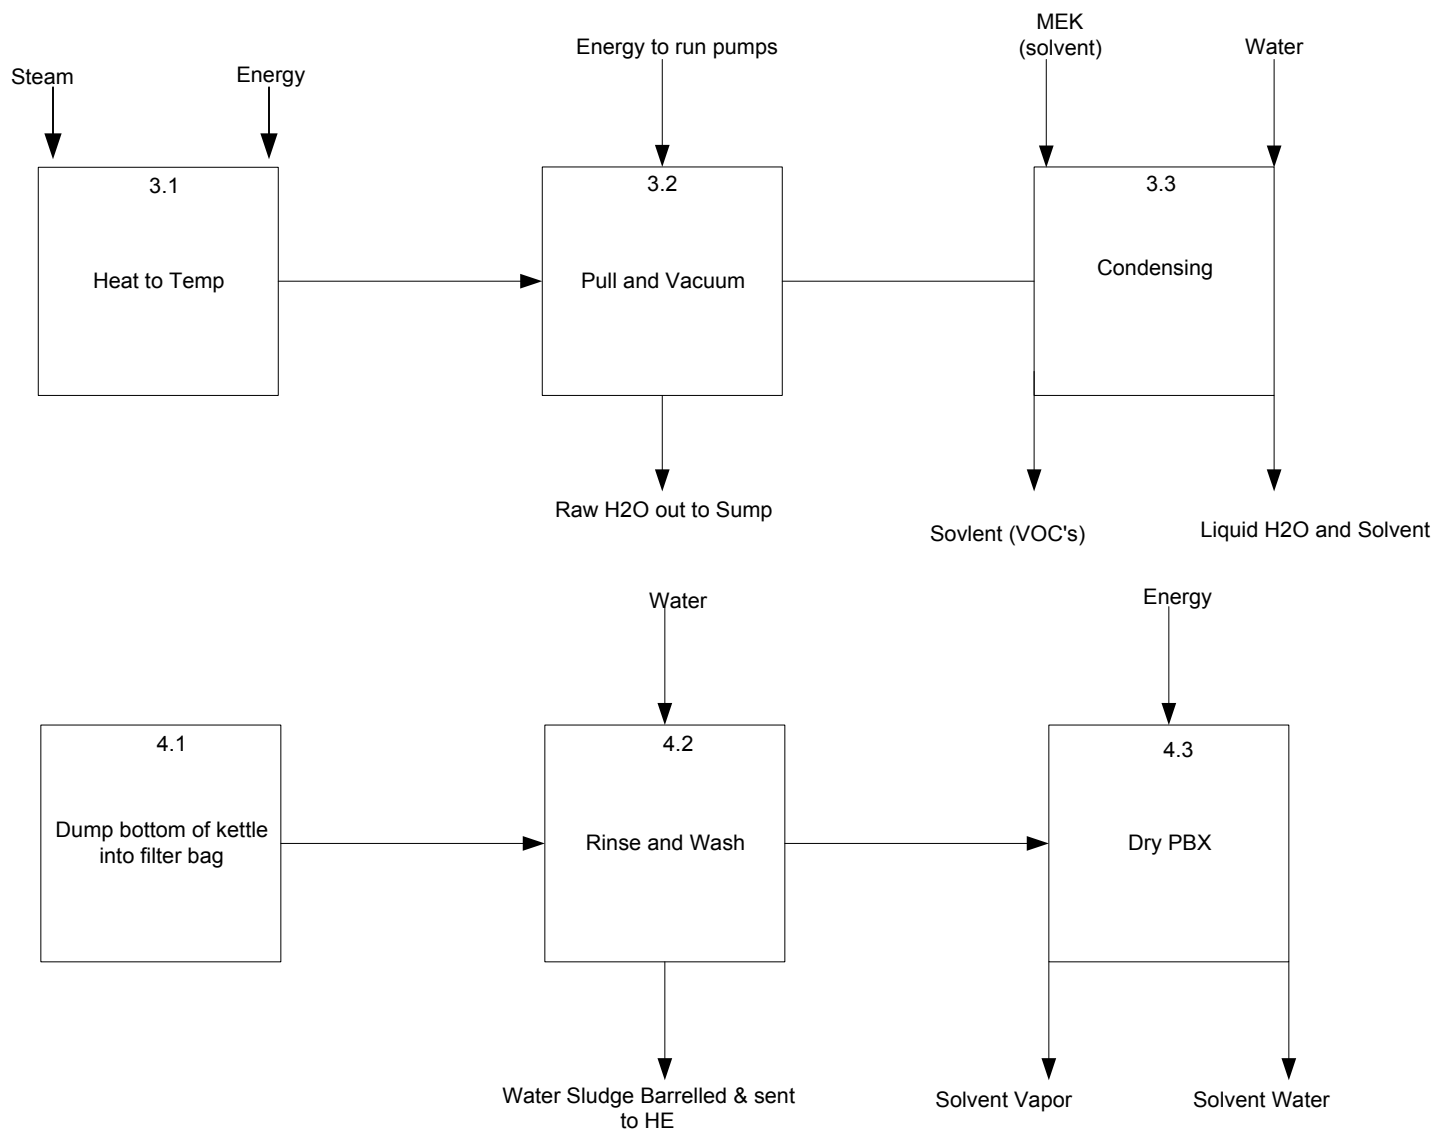 Steam
Energy
Energy to run pumps
MEK
(solvent)
Water
3.1
Heat to Temp
3.2
Pull and Vacuum
3.3
Condensing
Raw H2O out to Sump
Sovlent (VOC's)
Liquid H2O and Solvent
Water
Energy
4.1
Dump bottom of kettle
into filter bag
4.2
Rinse and Wash
4.3
Dry PBX
Water Sludge Barrelled & sent
to HE
Solvent Vapor
Solvent Water